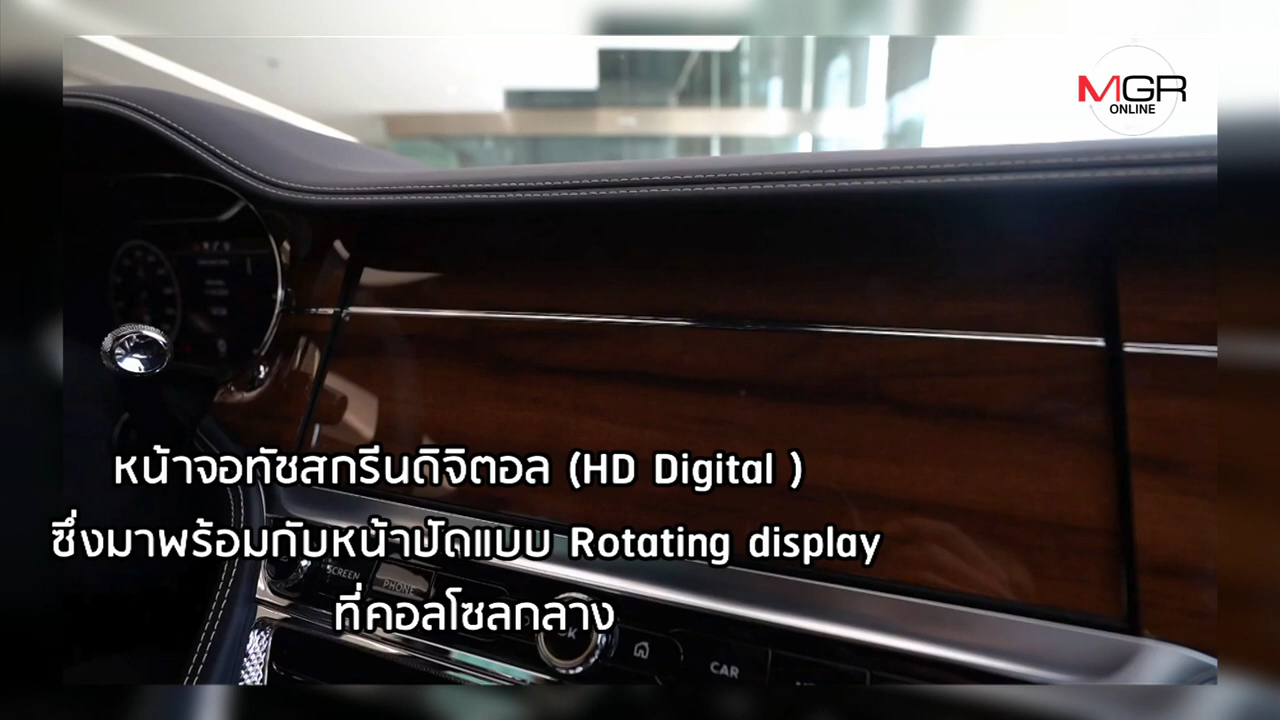 MGR
ONLINE
หน้าจอทัชสกรีนดิจิตอล (HD Digital )
ซึ่งมาพร้อมกับหน้าปัดแบบ Rotating display
ที่คอลโซลกลาง
SCREEN
PHONE
CAR